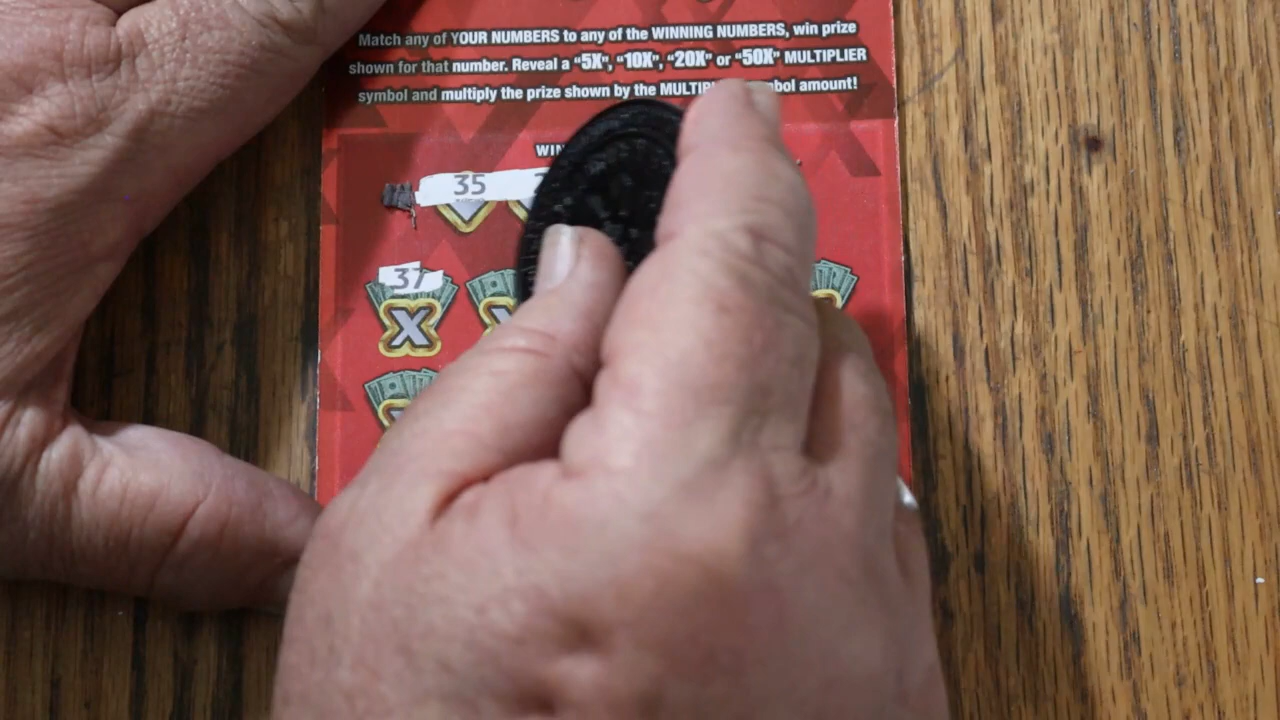 Match any of YOUR NUMBERS to any of the WINNING NUMBERS, win prize
shown for that number. Reveal a "5X", "10X", "20X" or "50X" MULTIPLIER
symbol and multiply the prize shown by the amount!
35
37
X X